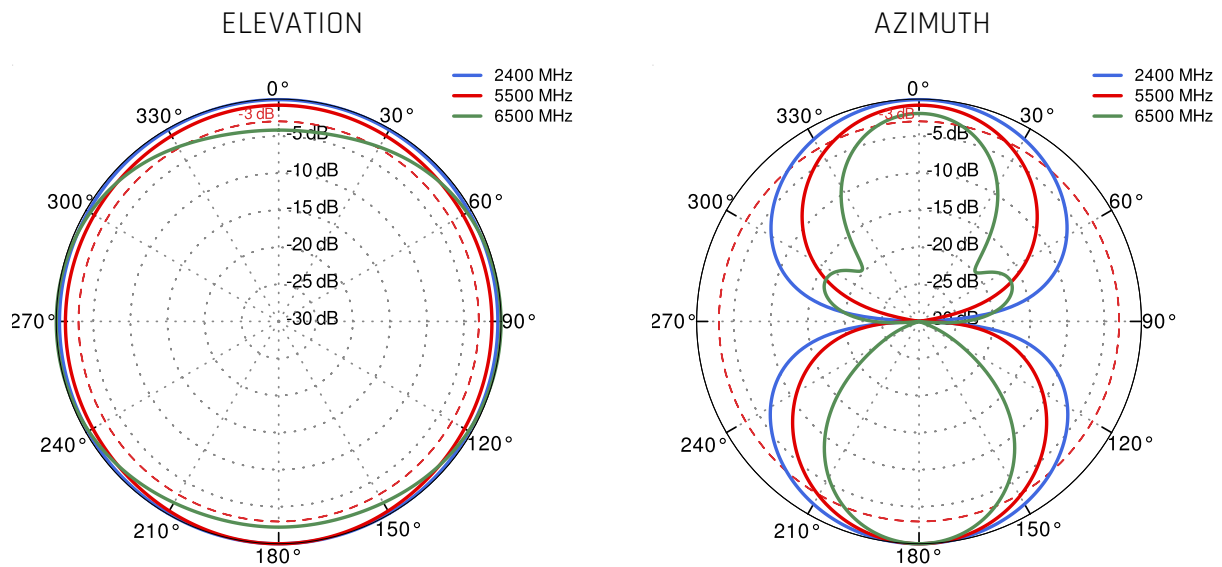 ELEVATION
2400 MHz
5500 MHz
6500 MHz
0°
330°
30°
-3 dB
-5 dB
-10 dB
300°
60°
-15 dB
-20 dB
-25 dB
270°
-30 dB
90°
240°
120°
210°
150°
180°
AZIMUTH
2400 MHz
5500 MHz
6500 MHz
0°
330°
30°
-3 dB
-5 dB
-10 dB
300°
60°
-15 dB
-20 dB
-25 dB
270°
-30 dB
90°
240°
120°
210°
150°
180°